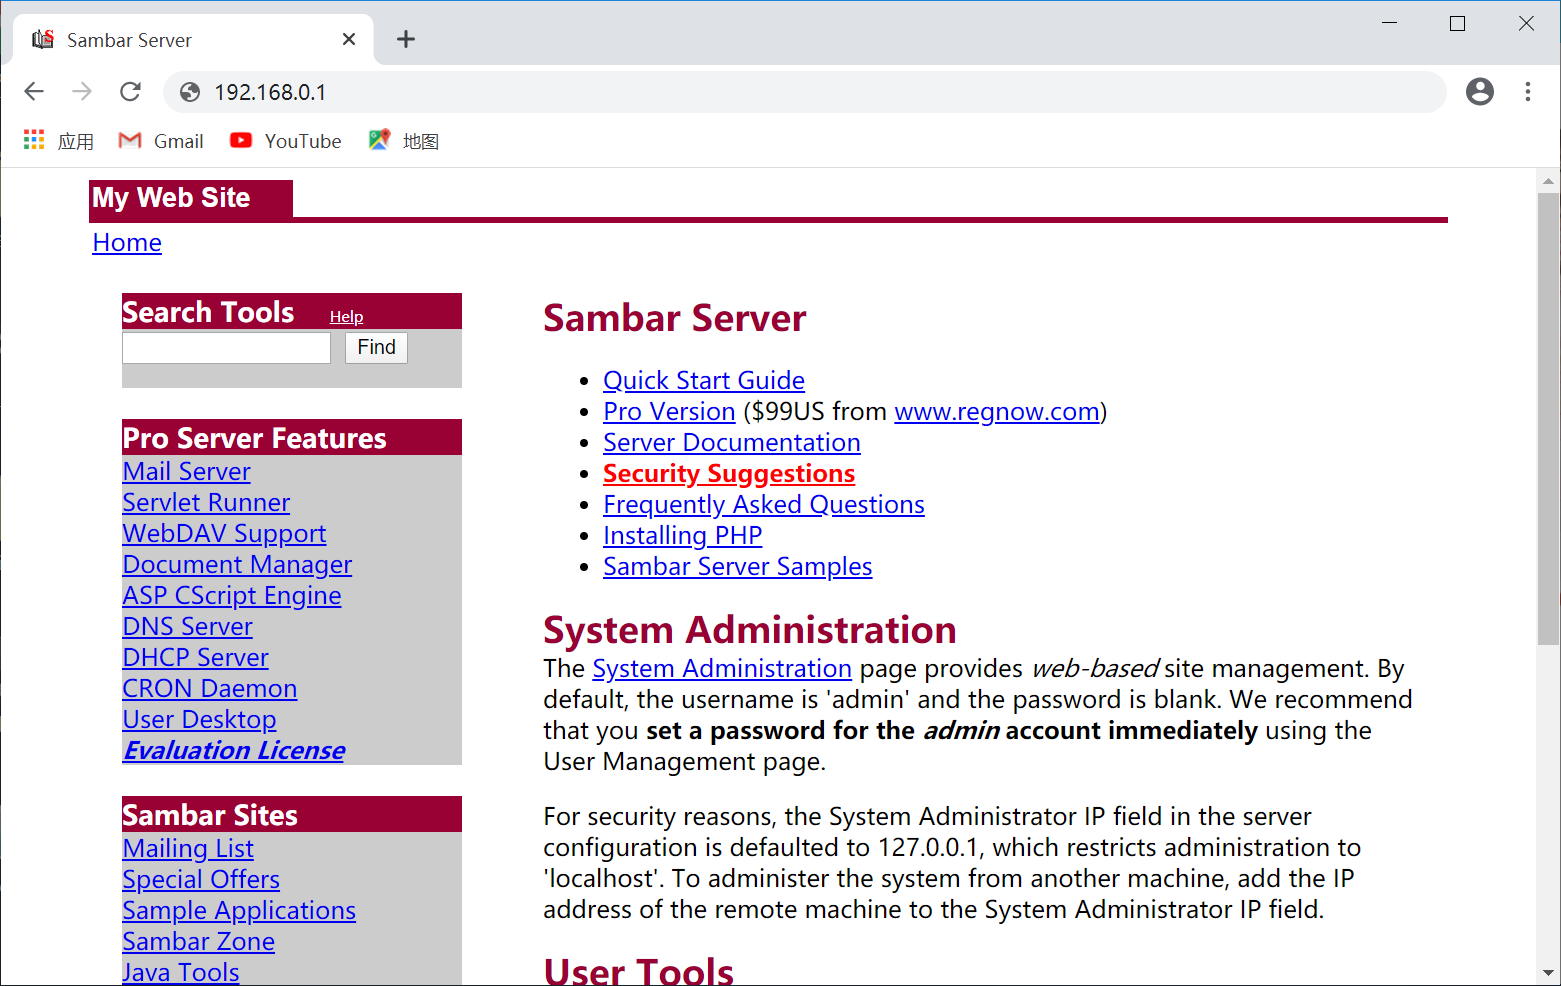 Sambar Server
192.168.0.1
应用 Gmail YouTube 地图
My Web Site
Home
Search Tools Help
Find
Pro Server Features
Mail Server
Servlet Runner
WebDAV Support
Document Manager
ASP CScript Engine
DNS Server
DHCP Server
CRON Daemon
User Desktop
Evaluation License
Sambar Sites
Mailing List
Special Offers
Sample Applications
Sambar Zone
Java Tools
Sambar Server
Quick Start Guide
Pro Version ($99US from www.regnow.com)
Server Documentation
Security Suggestions
Frequently Asked Questions
Installing PHP
Sambar Server Samples
System Administration
The System Administration page provides web-based site management. By
default, the username is 'admin' and the password is blank. We recommend
that you set a password for the admin account immediately using the
User Management page.
For security reasons, the System Administrator IP field in the server
configuration is defaulted to 127.0.0.1, which restricts administration to
'localhost'. To administer the system from another machine, add the IP
address of the remote machine to the System Administrator IP field.
User Tools